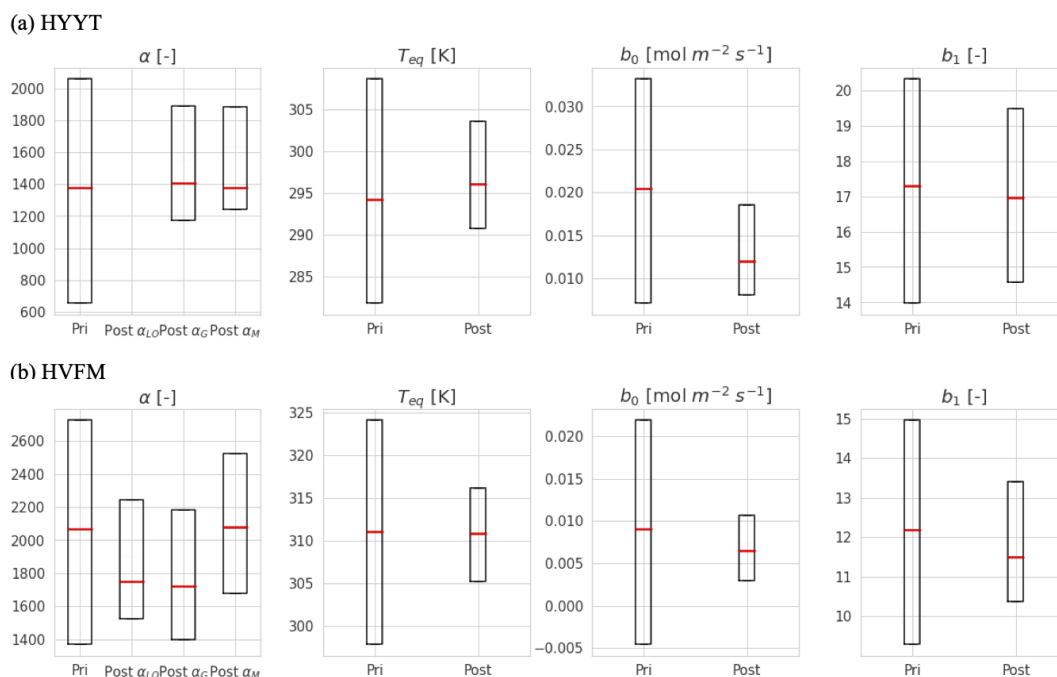 (a) HYYT
α [-]
2000
1800
1600
1400
1200
1000
800
600
Pri Post α_LO Post α_G Post α_M
T_eq [K]
305
300
295
290
285
Pri Post
b_0 [mol m^−2 s^−1]
0.030
0.025
0.020
0.015
0.010
Pri Post
b_1 [-]
20
19
18
17
16
15
14
Pri Post
(b) HVFM
α [-]
2600
2400
2200
2000
1800
1600
1400
Pri Post α_LO Post α_G Post α_M
T_eq [K]
325
320
315
310
305
300
Pri Post
b_0 [mol m^−2 s^−1]
0.020
0.015
0.010
0.005
0.000
−0.005
Pri Post
b_1 [-]
15
14
13
12
11
10
Pri Post